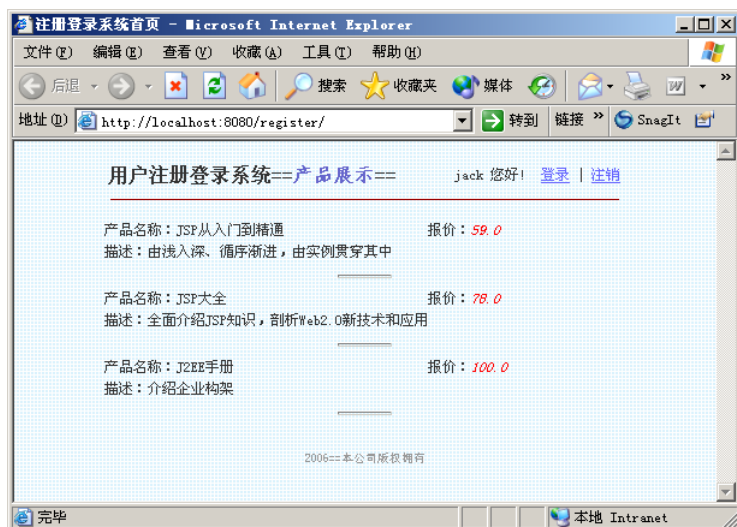 注册登录系统首页 - Microsoft Internet Explorer
文件(F) 编辑(E) 查看(V) 收藏(A) 工具(T) 帮助(H)
后退 搜索 收藏夹 媒体 W »
地址(D) http://localhost:8080/register/ 转到 链接 » SnagIt
用户注册登录系统==产品展示== jack 您好! 登录 | 注销
产品名称：JSP从入门到精通 报价：59.0
描述：由浅入深、循序渐进，由实例贯穿其中
产品名称：JSP大全 报价：78.0
描述：全面介绍JSP知识，剖析Web2.0新技术和应用
产品名称：J2EE手册 报价：100.0
描述：介绍企业构架
2006==本公司版权拥有
完毕 本地 Intranet